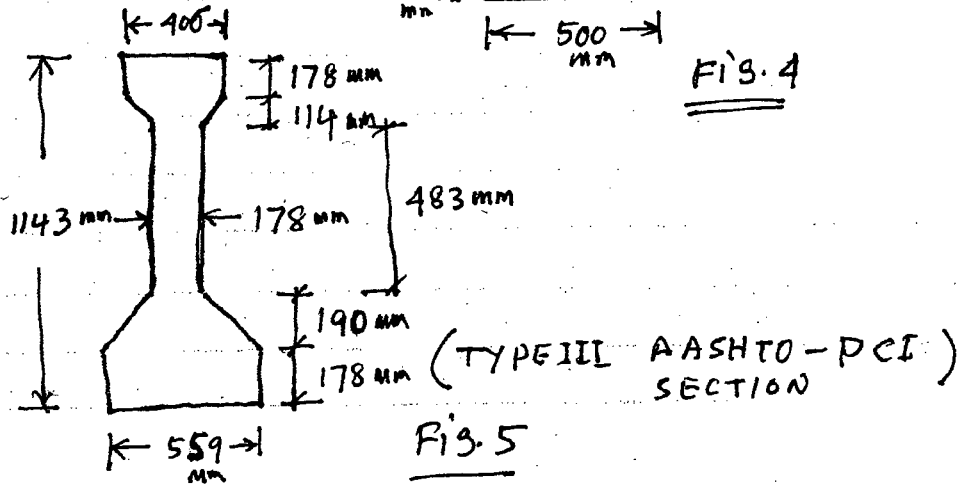 mm
406
500
mm
Fig. 4
178 mm
114 mm
483 mm
1143 mm
178 mm
190 mm
178 mm
(TYPE III AASHTO-PCI)
SECTION
559
mm
Fig. 5